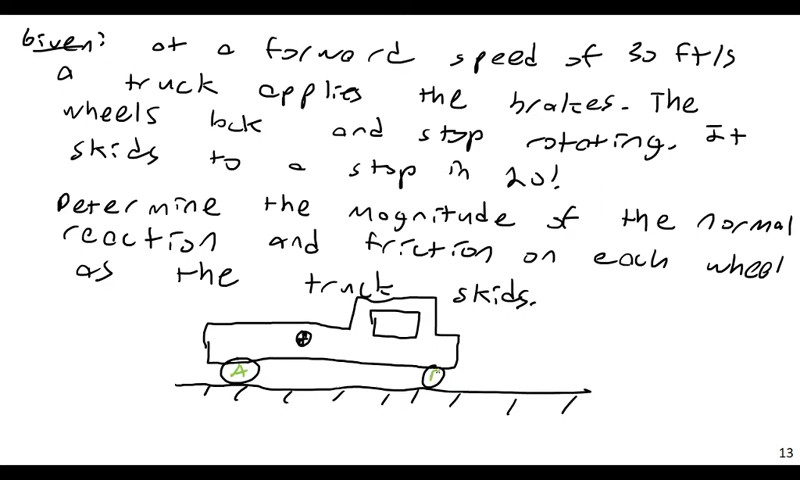 Given: at a forward speed of 30 ft/s
a truck applies the brakes. The
wheels lock and stop rotating. It
skids to a stop in 20!
Determine the magnitude of the normal
reaction and friction on each wheel
as the truck skids.
A
13